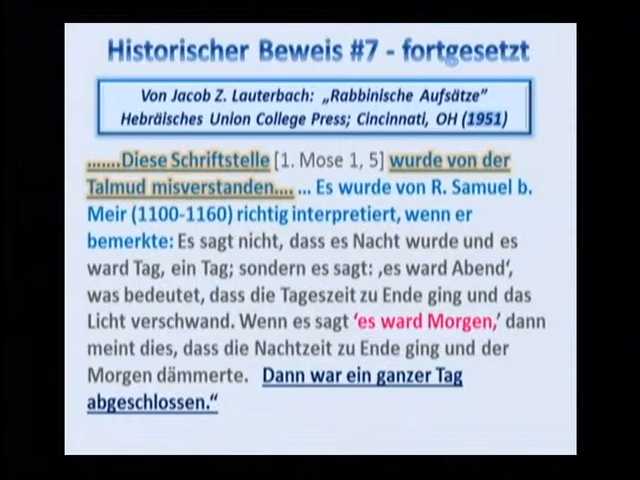 Historischer Beweis #7 - fortgesetzt
Von Jacob Z. Lauterbach: „Rabbinische Aufsätze”
Hebräisches Union College Press; Cincinnati, OH (1951)
.......Diese Schriftstelle [1. Mose 1, 5] wurde von der
Talmud misverstanden.... ... Es wurde von R. Samuel b.
Meir (1100-1160) richtig interpretiert, wenn er
bemerkte: Es sagt nicht, dass es Nacht wurde und es
ward Tag, ein Tag; sondern es sagt: ‚es ward Abend‘,
was bedeutet, dass die Tageszeit zu Ende ging und das
Licht verschwand. Wenn es sagt ‘es ward Morgen,’ dann
meint dies, dass die Nachtzeit zu Ende ging und der
Morgen dämmerte. Dann war ein ganzer Tag
abgeschlossen.“